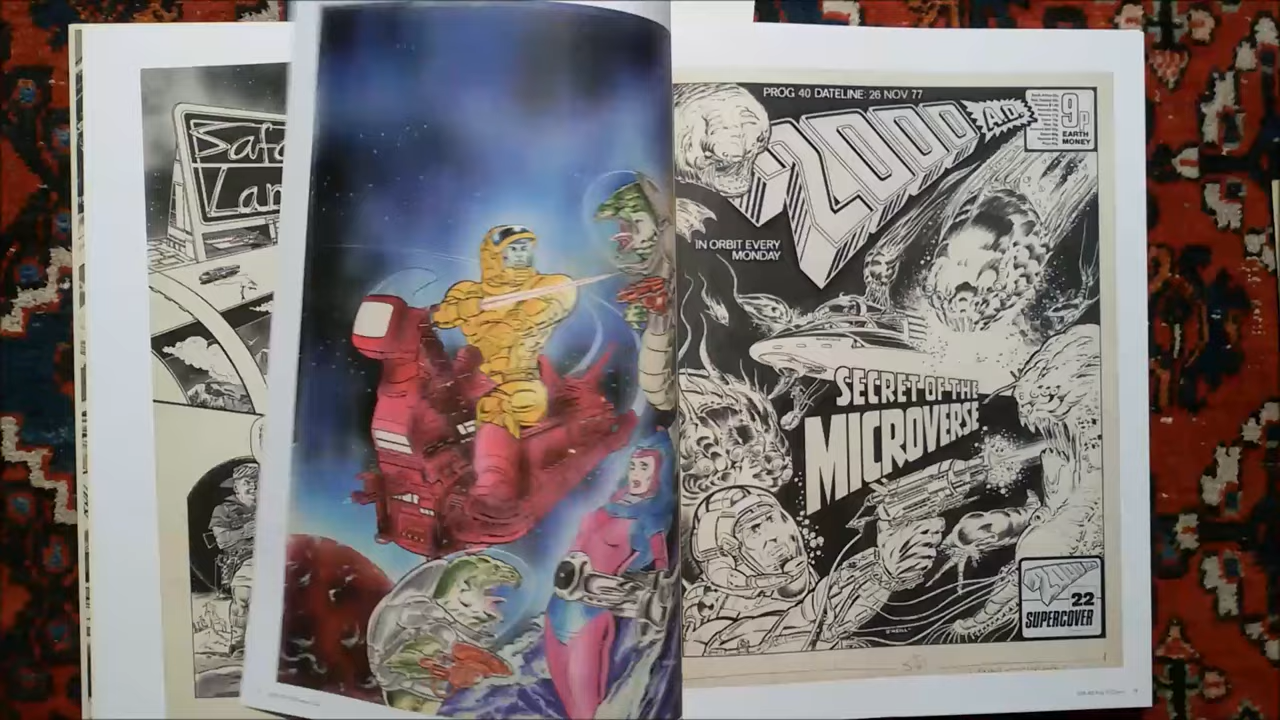 Safe
Lan
PROG 40 DATELINE: 26 NOV 77
2000
A.D.
9p
EARTH
MONEY
IN ORBIT EVERY
MONDAY
SECRET OF THE
MICROVERSE
O'NEILL
2000
22
SUPERCOVER